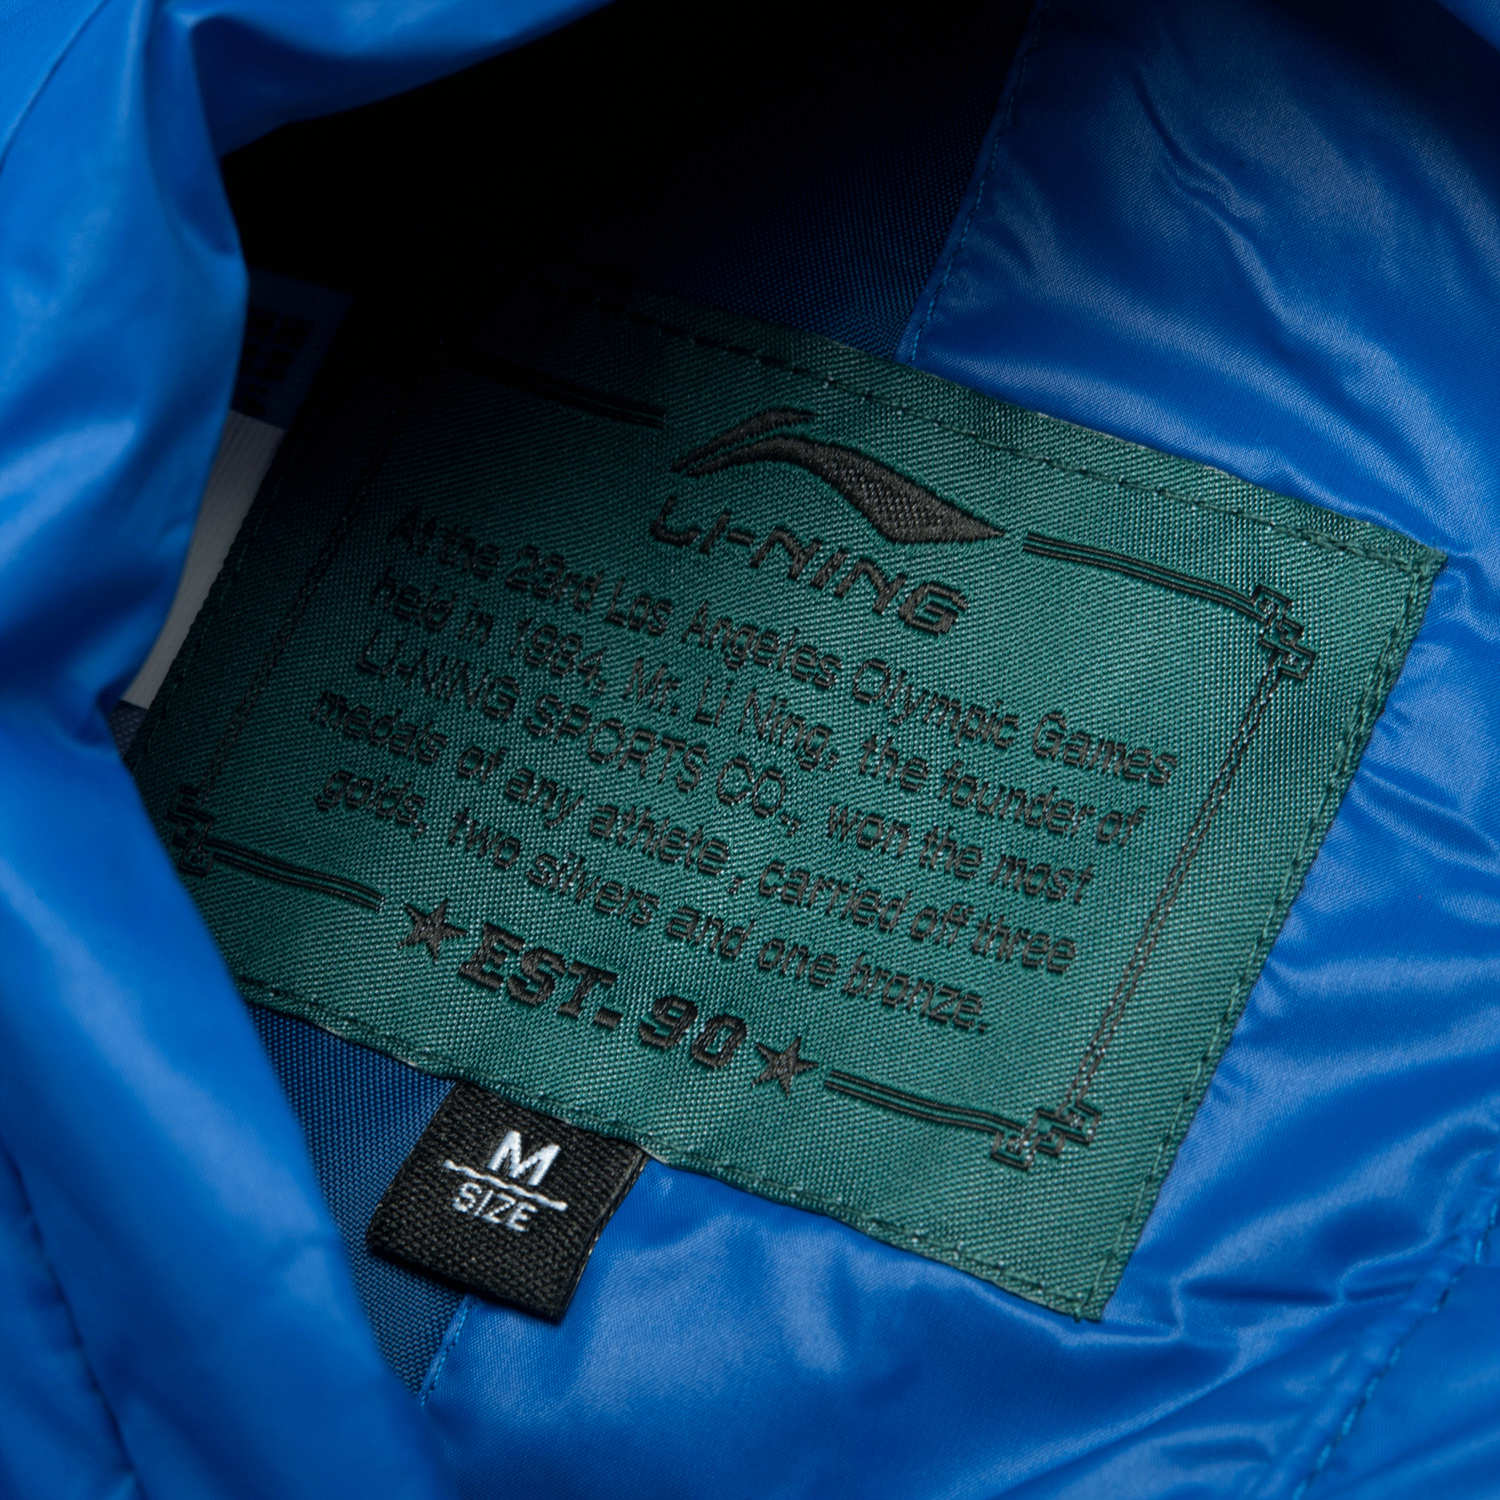 LI-NING
At the 23rd Los Angeles Olympic Games
held in 1984, Mr. Li Ning, the founder of
LI-NING SPORTS CO., won the most
medals of any athlete, carried off three
golds, two silvers and one bronze.
★EST.90★
M
SIZE